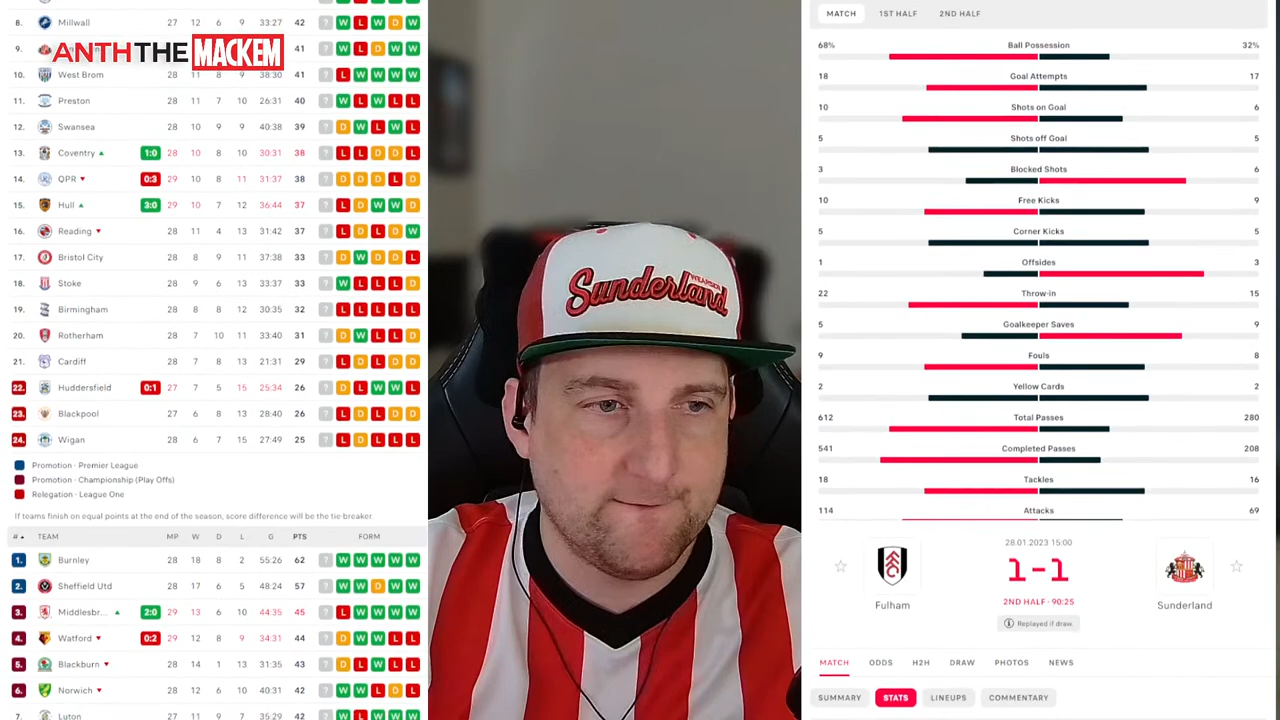 8. Millwall 27 12 6 9 33:27 42 ? W L W D W
ANTHTHE MACKEM
9. 41 ? W L D W W
10. West Brom 28 11 8 9 38:30 41 ? L W W W W
11. Preston 28 11 7 10 26:31 40 ? W L W L L
12. Swansea 28 10 9 9 40:38 39 ? D W L W L
13. Coventry 1:0 28 10 8 10 30:31 38 ? L L D D L
14. QPR 0:3 29 10 8 11 31:37 38 ? D D D L D
15. Hull 3:0 29 10 7 12 36:44 37 ? L D W W D
16. Reading 28 11 4 13 31:42 37 ? L D L D W
17. Bristol City 28 8 9 11 37:38 33 ? D W D D L
18. Stoke 28 9 6 13 33:37 33 ? W L L L D
19. Birmingham 28 8 8 12 30:35 32 ? L L L L L
20. Rotherham 28 7 10 11 33:40 31 ? D W L L D
21. Cardiff 28 7 8 13 21:31 29 ? L D L D L
22. Huddersfield 0:1 27 7 5 15 25:34 26 ? D L W W L
23. Blackpool 27 6 8 13 28:40 26 ? L D L D D
24. Wigan 28 6 7 15 27:49 25 ? L D L L L
Promotion - Premier League
Promotion - Championship (Play Offs)
Relegation - League One
If teams finish on equal points at the end of the season, score difference will be the tie-breaker.
# TEAM MP W D L G PTS FORM
1. Burnley 28 18 8 2 55:26 62 ? W W W W W
2. Sheffield Utd 28 17 6 5 48:24 57 ? W W D W W
3. Middlesbr... 2:0 29 13 6 10 44:35 45 ? L W W W W
4. Watford 0:2 29 12 8 9 34:31 44 ? D W W L L
5. Blackburn 28 14 1 13 31:35 43 ? D L W L L
6. Norwich 28 12 6 10 40:31 42 ? W W L D L
7. Luton 27 11 9 7 35:29 42 ? W L W W W
WEARSIDE
Sunderland
MATCH 1ST HALF 2ND HALF
68% Ball Possession 32%
18 Goal Attempts 17
10 Shots on Goal 6
5 Shots off Goal 5
3 Blocked Shots 6
10 Free Kicks 9
5 Corner Kicks 5
1 Offsides 3
22 Throw-in 15
5 Goalkeeper Saves 9
9 Fouls 8
2 Yellow Cards 2
612 Total Passes 280
541 Completed Passes 208
18 Tackles 16
114 Attacks 69
28.01.2023 15:00
1-1
Fulham 2ND HALF - 90:25 Sunderland
Replayed if draw.
MATCH ODDS H2H DRAW PHOTOS NEWS
SUMMARY STATS LINEUPS COMMENTARY